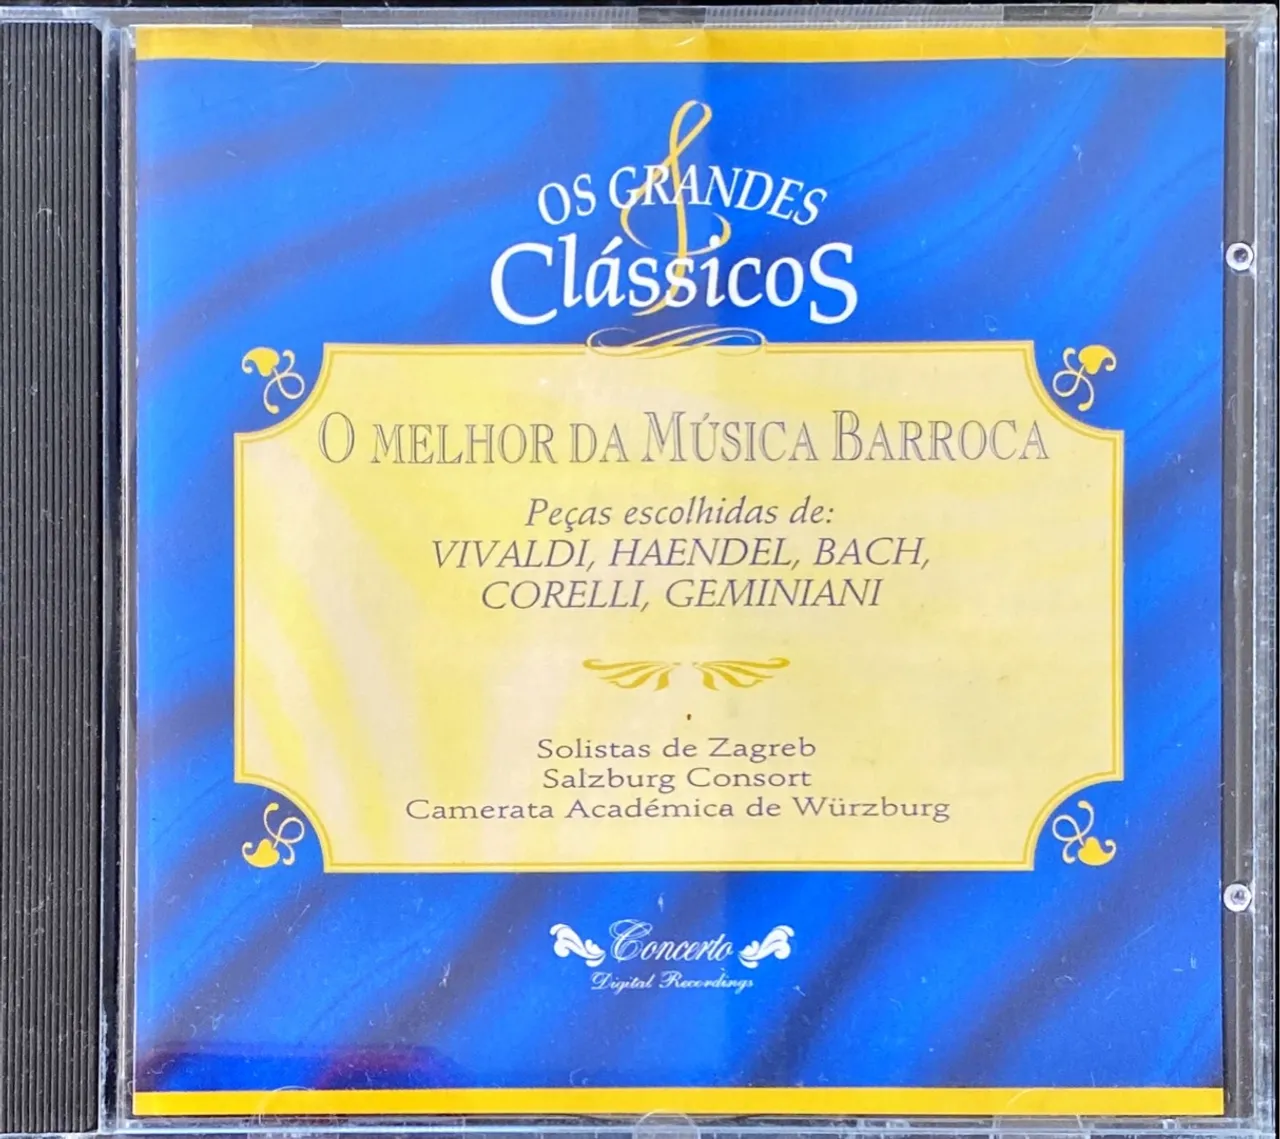 OS GRANDES
ClássicoS
O MELHOR DA MÚSICA BARROCA
Peças escolhidas de:
VIVALDI, HAENDEL, BACH,
CORELLI, GEMINIANI
Solistas de Zagreb
Salzburg Consort
Camerata Académica de Würzburg
Concerto
Digital Recordings